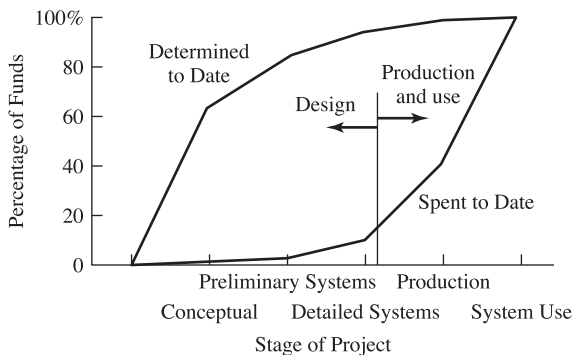 100%
80
60
40
20
0
Percentage of Funds
Determined
to Date
Design
Production
and use
Spent to Date
Preliminary Systems Production
Conceptual Detailed Systems System Use
Stage of Project